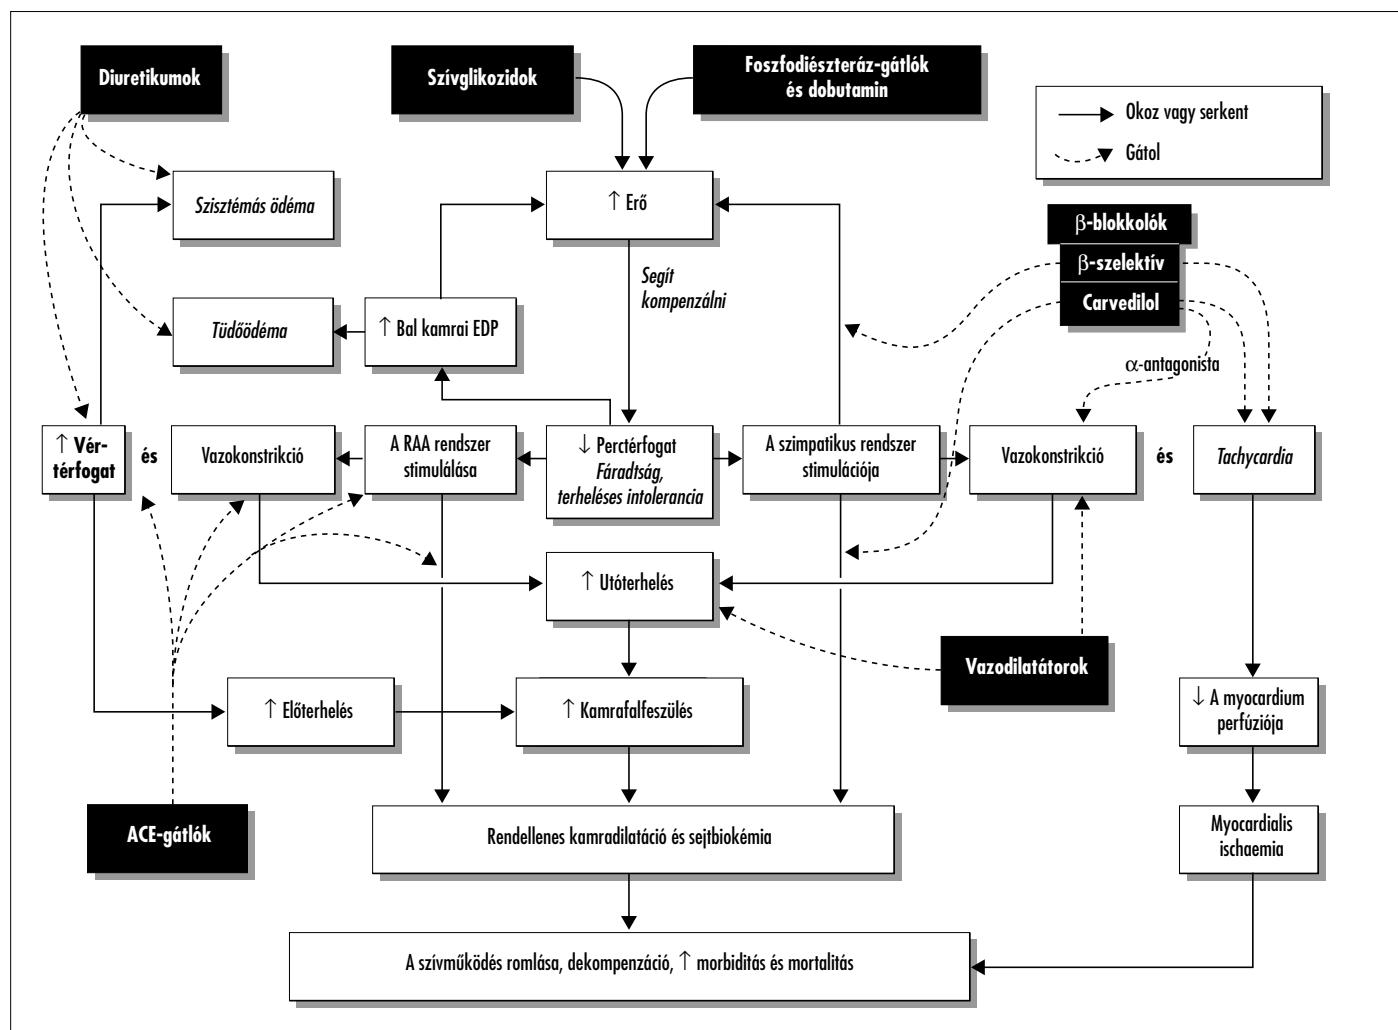 Diuretikumok
Szívglikozidok
Foszfodiészteráz-gátlók
és dobutamin
Okoz vagy serkent
Gátol
Szisztémás ödéma
↑ Erő
β-blokkolók
β-szelektív
Carvedilol
Segít
kompenzálni
Tüdőödéma
↑ Bal kamrai EDP
α-antagonista
↑ Vér-
térfogat
és
Vazokonstrikció
A RAA rendszer
stimulálása
↓ Perctérfogat
Fáradtság,
terheléses intolerancia
A szimpatikus rendszer
stimulációja
Vazokonstrikció
és
Tachycardia
↑ Utóterhelés
Vazodilatátorok
↑ Előterhelés
↑ Kamrafalfeszülés
↓ A myocardium
perfúziója
ACE-gátlók
Rendellenes kamradilatáció és sejtbiokémia
Myocardialis
ischaemia
A szívműködés romlása, dekompenzáció, ↑ morbiditás és mortalitás